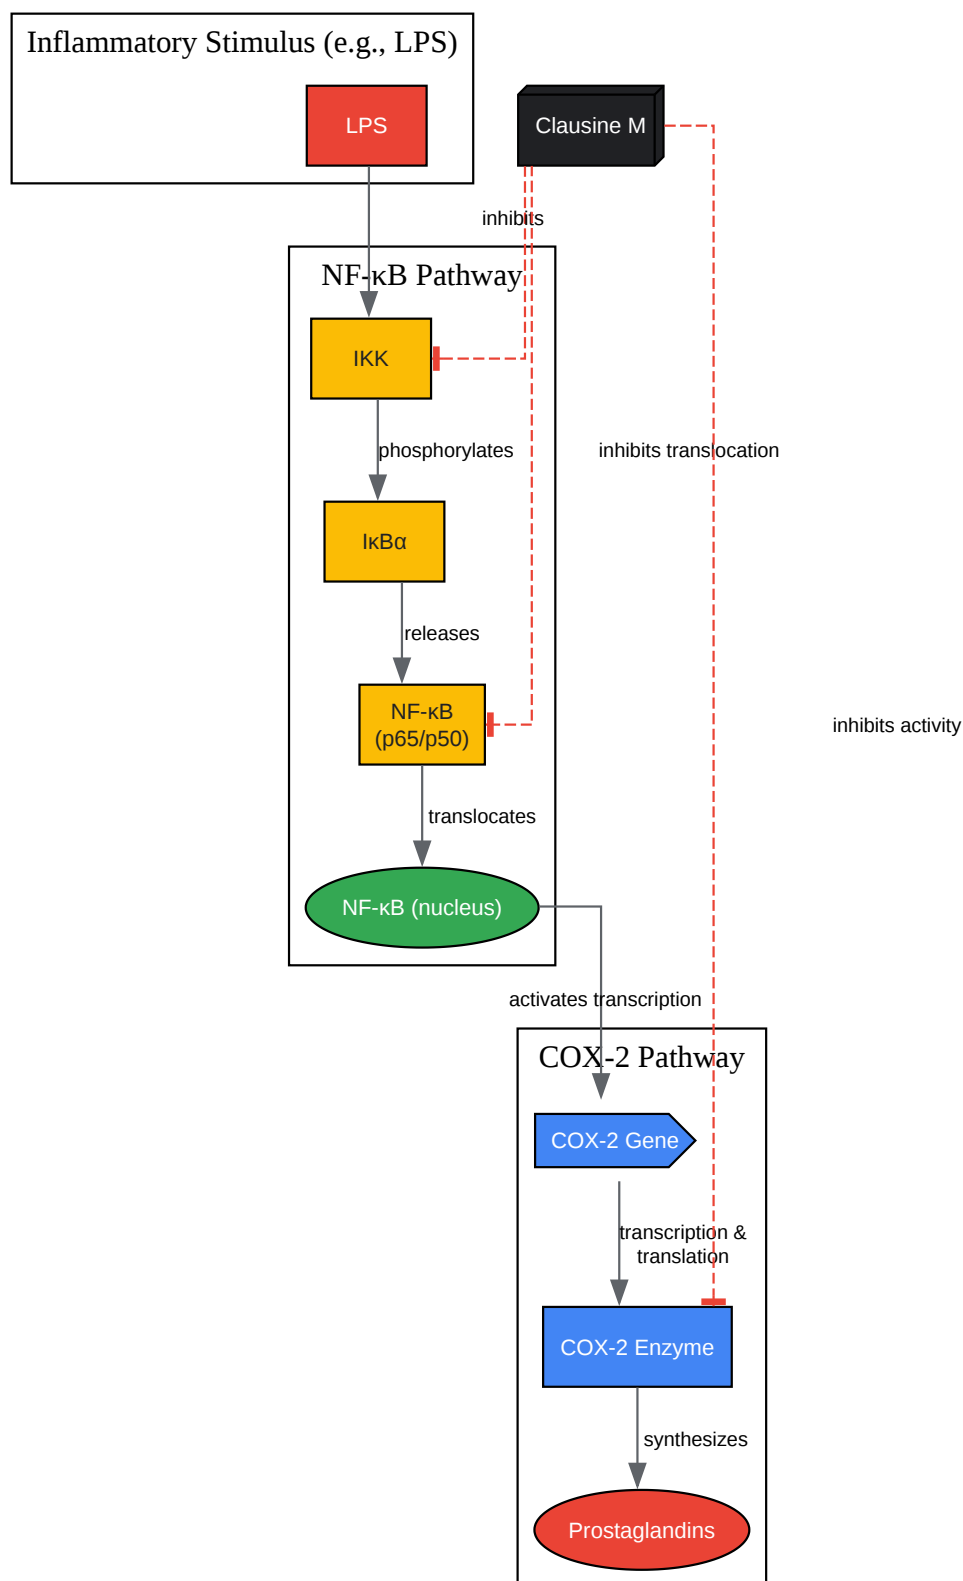 Inflammatory Stimulus (e.g., LPS)
LPS
Clausine M
inhibits
NF-κB Pathway
IKK
phosphorylates
inhibits translocation
IκBα
releases
NF-κB
(p65/p50)
inhibits activity
translocates
NF-κB (nucleus)
activates transcription
COX-2 Pathway
COX-2 Gene
transcription &
translation
COX-2 Enzyme
synthesizes
Prostaglandins